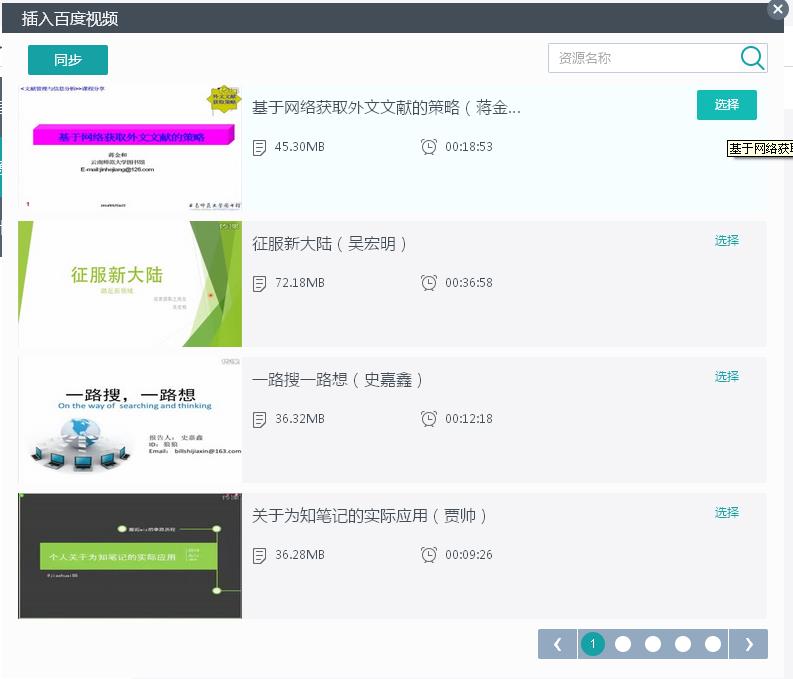 插入百度视频
同步
资源名称
<文献管理与信息分析>>课程分享
外文文献
获取策略
基于网络获取外文文献的策略
蒋金和
云南师范大学图书馆
E-mail:jinhejiang@126.com
1
基于网络获取外文文献的策略（蒋金...
45.30MB
00:18:53
选择
基于网络获取
征服新大陆
征服新大陆（吴宏明）
72.18MB
00:36:58
选择
一路搜，一路想
On the way of searching and thinking
报告人： 史嘉鑫
ID：狼狼
Email： billshijiaxin@163.com
一路搜一路想（史嘉鑫）
36.32MB
00:12:18
选择
个人关于为知笔记的实际应用
关于为知笔记的实际应用（贾帅）
36.28MB
00:09:26
选择
1